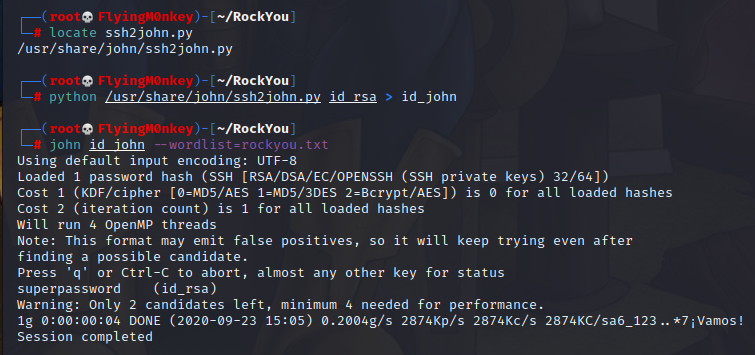 ┌──(root💀FlyingM0nkey)-[~/RockYou]
└─# locate ssh2john.py
/usr/share/john/ssh2john.py
┌──(root💀FlyingM0nkey)-[~/RockYou]
└─# python /usr/share/john/ssh2john.py id_rsa > id_john
┌──(root💀FlyingM0nkey)-[~/RockYou]
└─# john id_john --wordlist=rockyou.txt
Using default input encoding: UTF-8
Loaded 1 password hash (SSH [RSA/DSA/EC/OPENSSH (SSH private keys) 32/64])
Cost 1 (KDF/cipher [0=MD5/AES 1=MD5/3DES 2=Bcrypt/AES]) is 0 for all loaded hashes
Cost 2 (iteration count) is 1 for all loaded hashes
Will run 4 OpenMP threads
Note: This format may emit false positives, so it will keep trying even after
finding a possible candidate.
Press 'q' or Ctrl-C to abort, almost any other key for status
superpassword    (id_rsa)
Warning: Only 2 candidates left, minimum 4 needed for performance.
1g 0:00:00:04 DONE (2020-09-23 15:05) 0.2004g/s 2874Kp/s 2874Kc/s 2874KC/sa6_123..*7¡Vamos!
Session completed